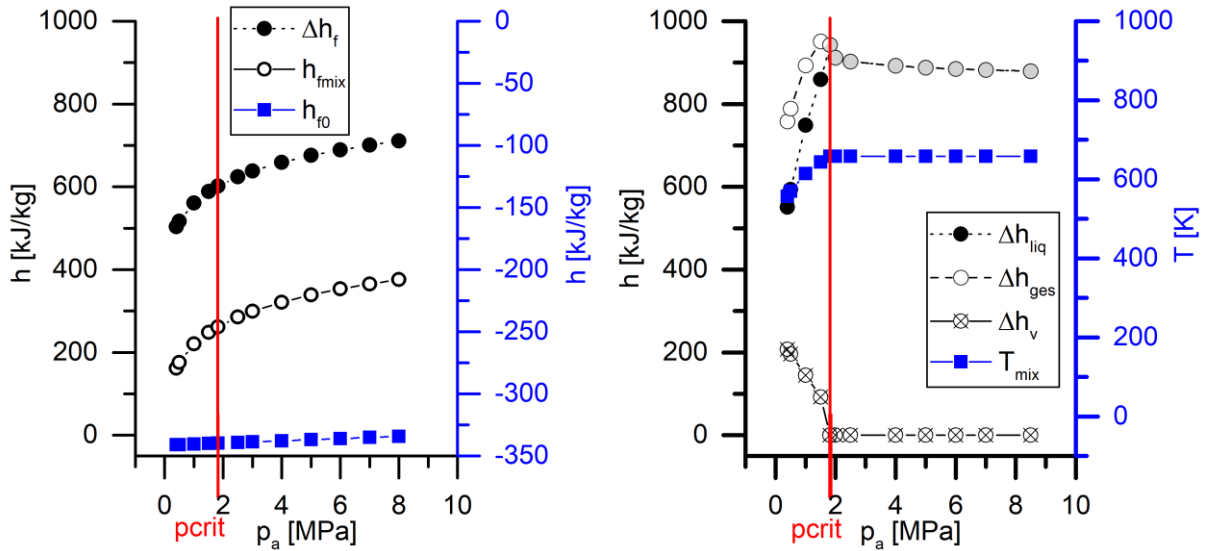 1000
800
600
400
200
0
h [kJ/kg]
Δh_f
h_fmix
h_f0
0
-50
-100
-150
-200
-250
-300
-350
h [kJ/kg]
0 2 4 6 8 10
pcrit
p_a [MPa]
1000
800
600
400
200
0
h [kJ/kg]
Δh_liq
Δh_ges
Δh_v
T_mix
1000
800
600
400
200
0
T [K]
0 2 4 6 8 10
pcrit
p_a [MPa]